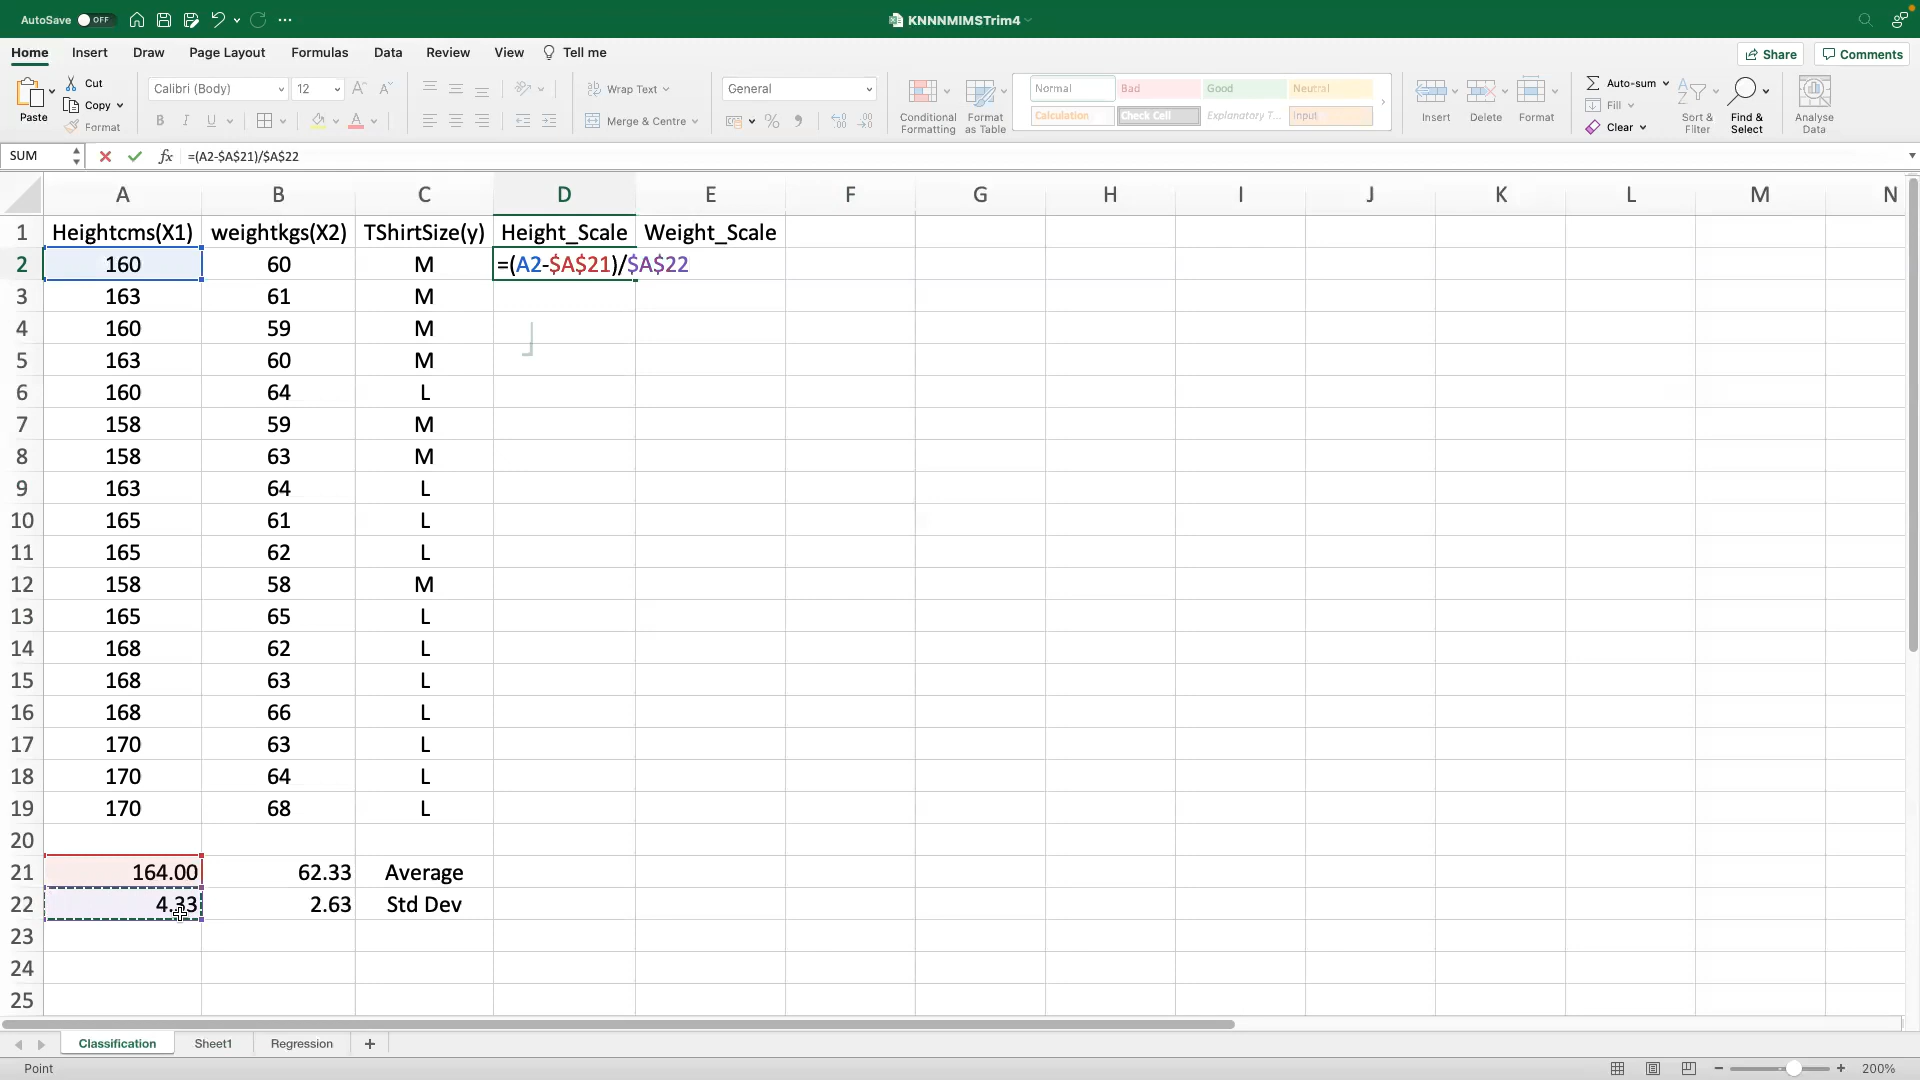 AutoSave OFF KNNNMIMSTrim4
Home Insert Draw Page Layout Formulas Data Review View Tell me Share Comments
Paste Cut Copy Format
Calibri (Body) 12
Wrap Text
Merge & Centre
General
Conditional Formatting
Format as Table
Normal Bad Good Neutral
Calculation Check Cell Explanatory T... Input
Insert Delete Format
Auto-sum
Fill
Clear
Sort & Filter
Find & Select
Analyse Data
SUM fx =(A2-$A$21)/$A$22
A B C D E F G H I J K L M N
1 Heightcms(X1) weightkgs(X2) TShirtSize(y) Height_Scale Weight_Scale
2 160 60 M =(A2-$A$21)/$A$22
3 163 61 M
4 160 59 M
5 163 60 M
6 160 64 L
7 158 59 M
8 158 63 M
9 163 64 L
10 165 61 L
11 165 62 L
12 158 58 M
13 165 65 L
14 168 62 L
15 168 63 L
16 168 66 L
17 170 63 L
18 170 64 L
19 170 68 L
20
21 164.00 62.33 Average
22 4.33 2.63 Std Dev
23
24
25
Classification Sheet1 Regression +
Point 200%